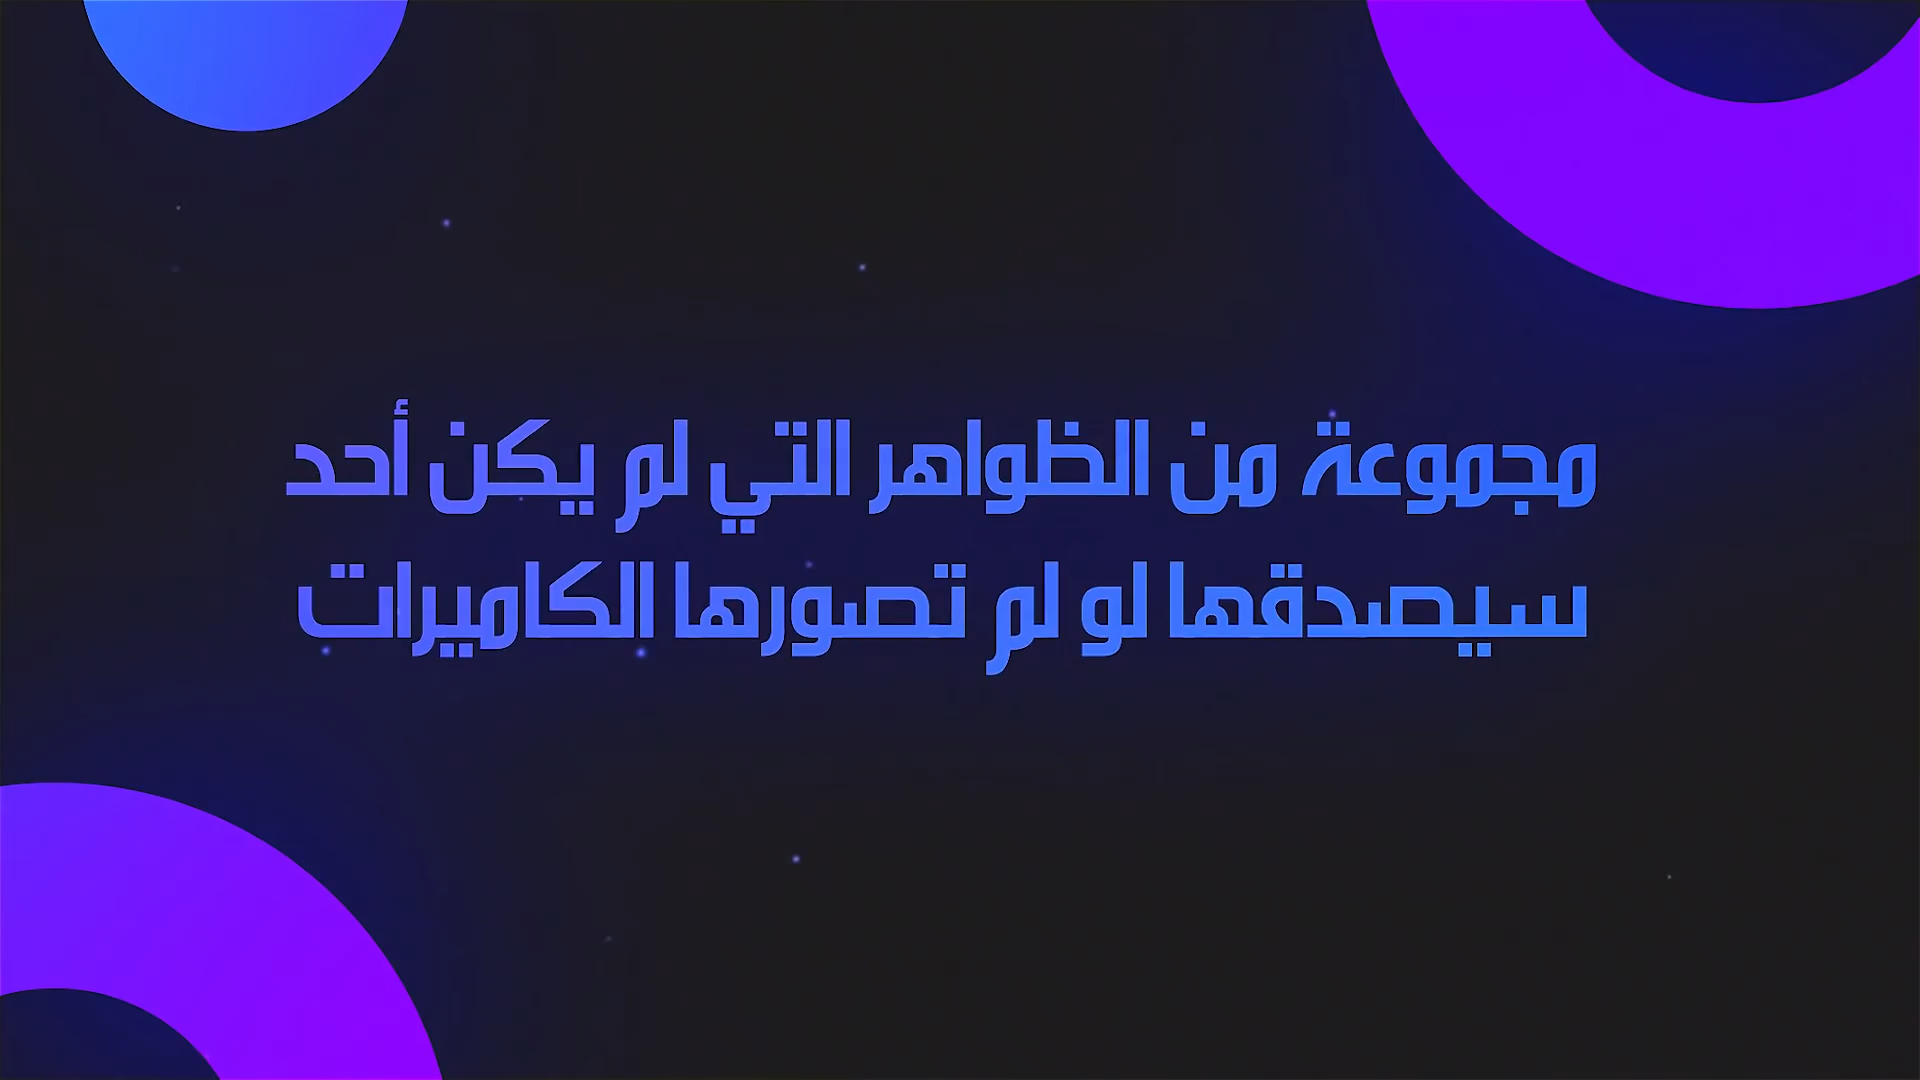 مجموعة من الظواهر التي لم يكن أحد
سيصدقها لو لم تصورها الكاميرات